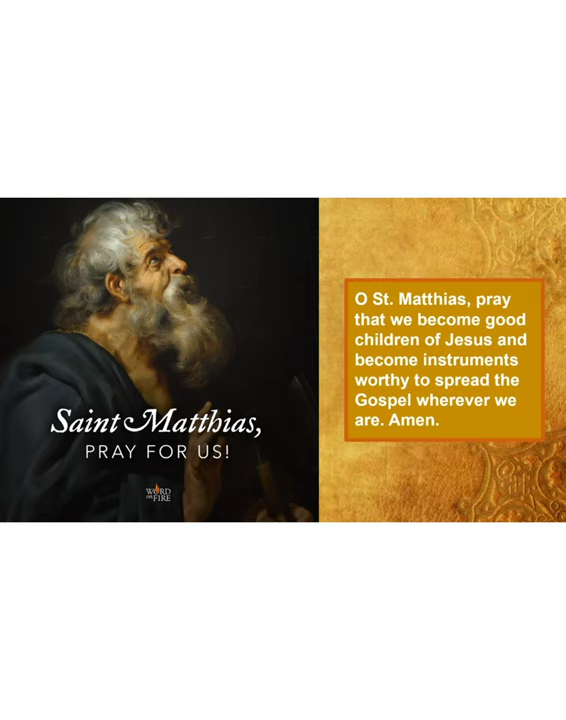 Saint Matthias,
PRAY FOR US!
WORD
on FIRE
O St. Matthias, pray
that we become good
children of Jesus and
become instruments
worthy to spread the
Gospel wherever we
are. Amen.